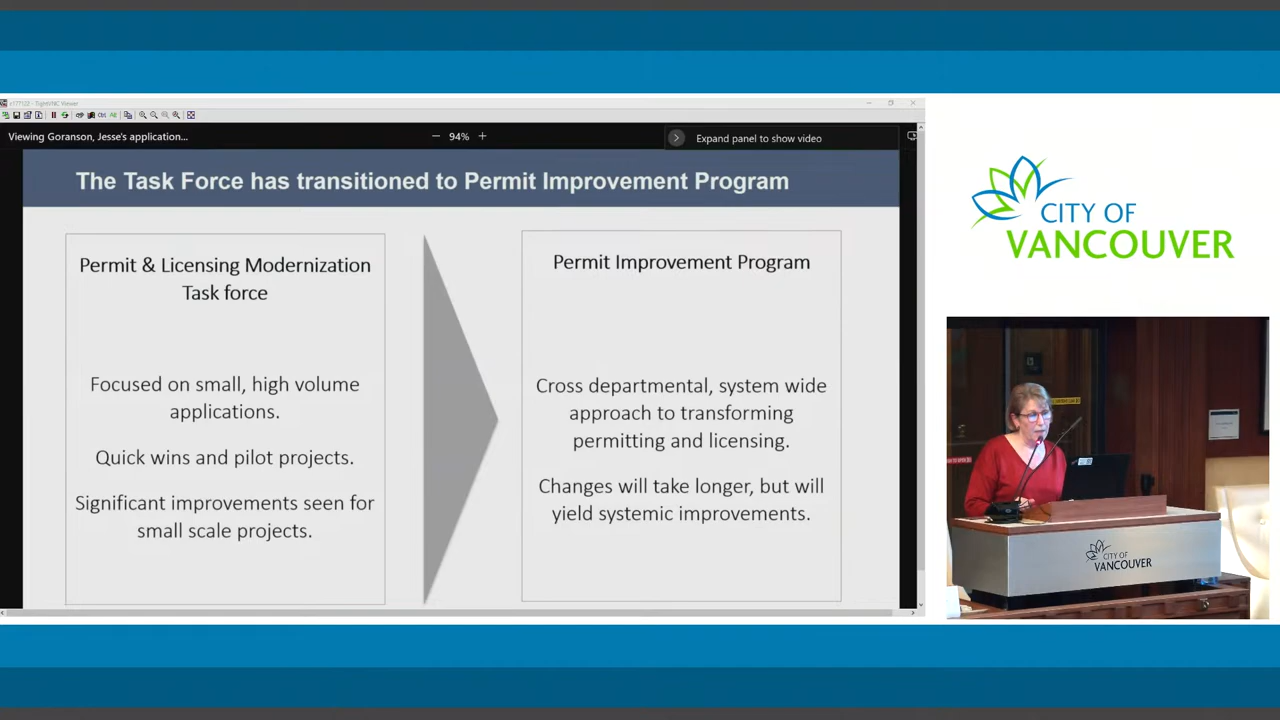 TightVNC Viewer
Viewing Goranson, Jesse's application...
94%
Expand panel to show video
The Task Force has transitioned to Permit Improvement Program
Permit & Licensing Modernization
Task force
Focused on small, high volume
applications.
Quick wins and pilot projects.
Significant improvements seen for
small scale projects.
Permit Improvement Program
Cross departmental, system wide
approach to transforming
permitting and licensing.
Changes will take longer, but will
yield systemic improvements.
CITY OF
VANCOUVER
CITY OF
VANCOUVER